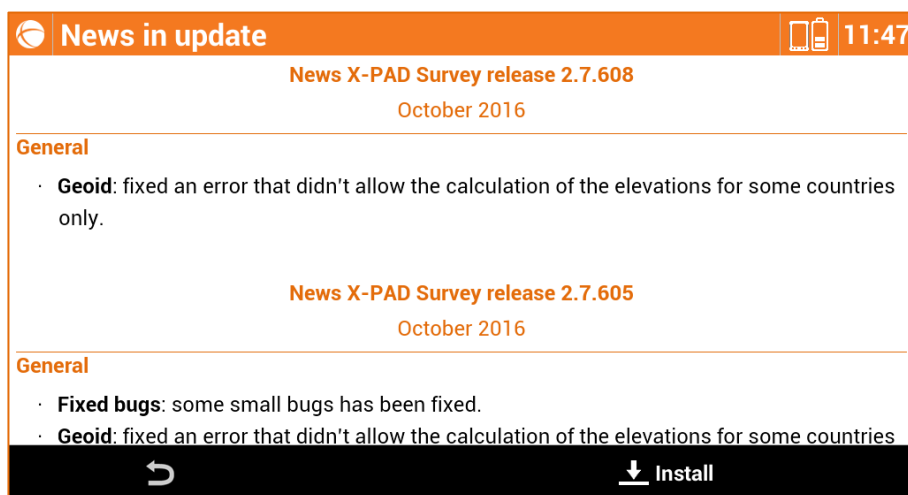 News in update
11:47
News X-PAD Survey release 2.7.608
October 2016
General
· Geoid: fixed an error that didn't allow the calculation of the elevations for some countries
only.
News X-PAD Survey release 2.7.605
October 2016
General
· Fixed bugs: some small bugs has been fixed.
· Geoid: fixed an error that didn't allow the calculation of the elevations for some countries
Install